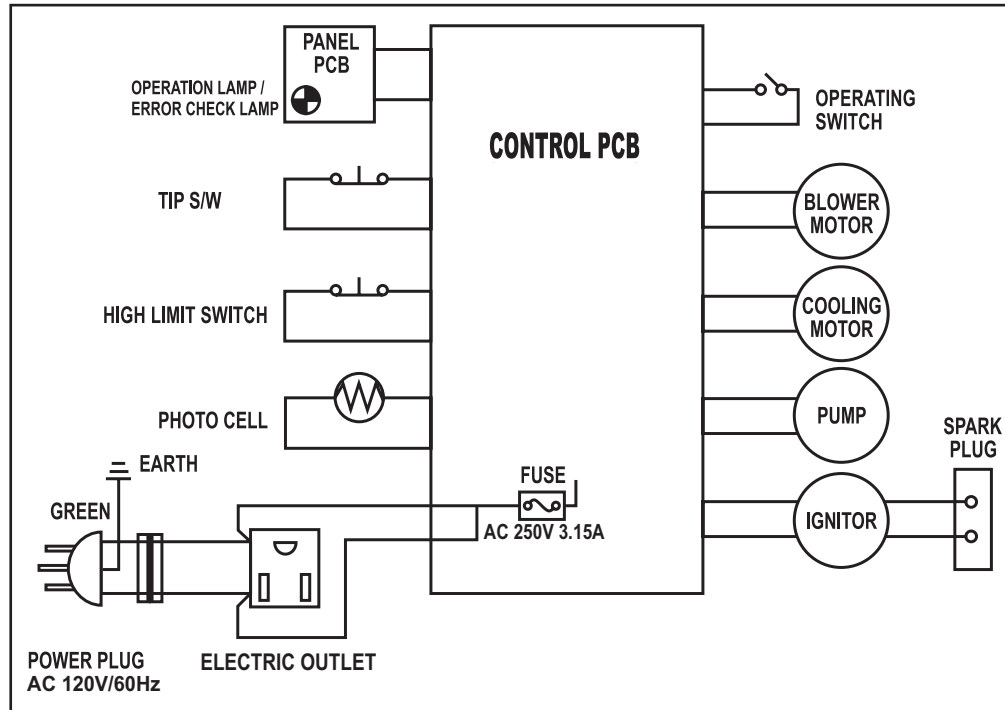 PANEL
PCB
OPERATION LAMP /
ERROR CHECK LAMP
CONTROL PCB
OPERATING
SWITCH
TIP S/W
BLOWER
MOTOR
HIGH LIMIT SWITCH
COOLING
MOTOR
PHOTO CELL
PUMP
SPARK
PLUG
EARTH
FUSE
GREEN
AC 250V 3.15A
IGNITOR
ELECTRIC OUTLET
POWER PLUG
AC 120V/60Hz